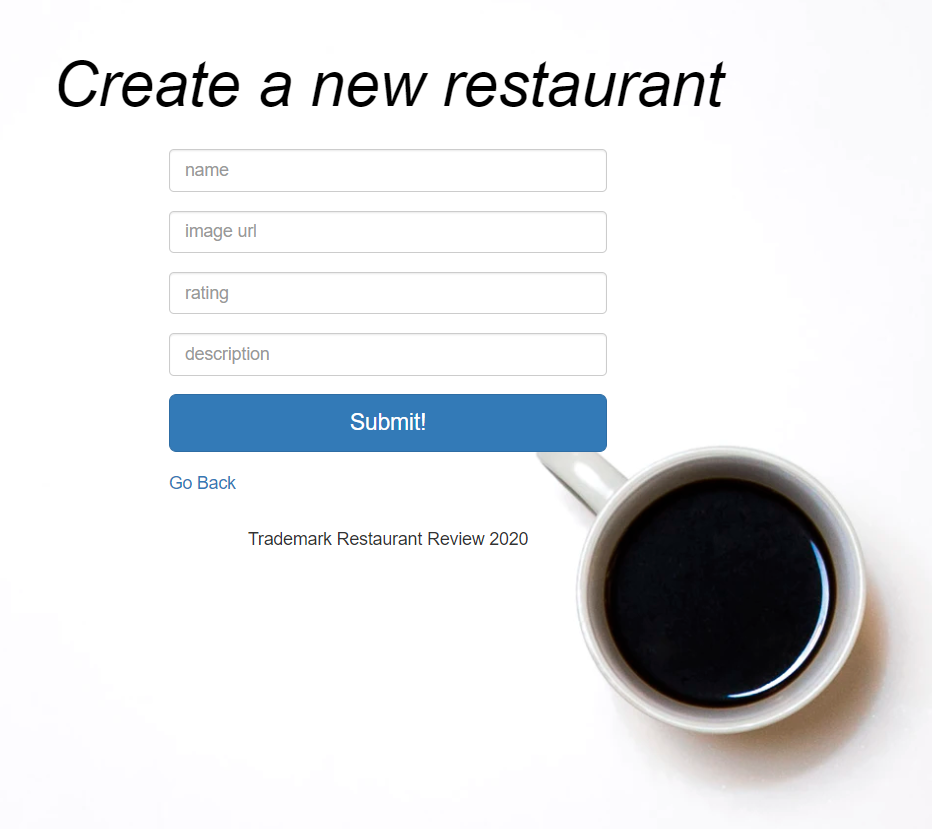 Create a new restaurant
name
image url
rating
description
Submit!
Go Back
Trademark Restaurant Review 2020